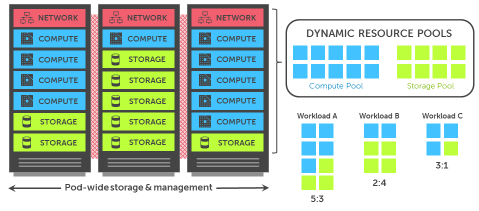 NETWORK
COMPUTE
COMPUTE
COMPUTE
COMPUTE
STORAGE
STORAGE
NETWORK
COMPUTE
STORAGE
STORAGE
STORAGE
STORAGE
STORAGE
NETWORK
COMPUTE
COMPUTE
COMPUTE
COMPUTE
COMPUTE
STORAGE
Pod-wide storage & management
DYNAMIC RESOURCE POOLS
Compute Pool
Storage Pool
Workload A
5:3
Workload B
2:4
Workload C
3:1